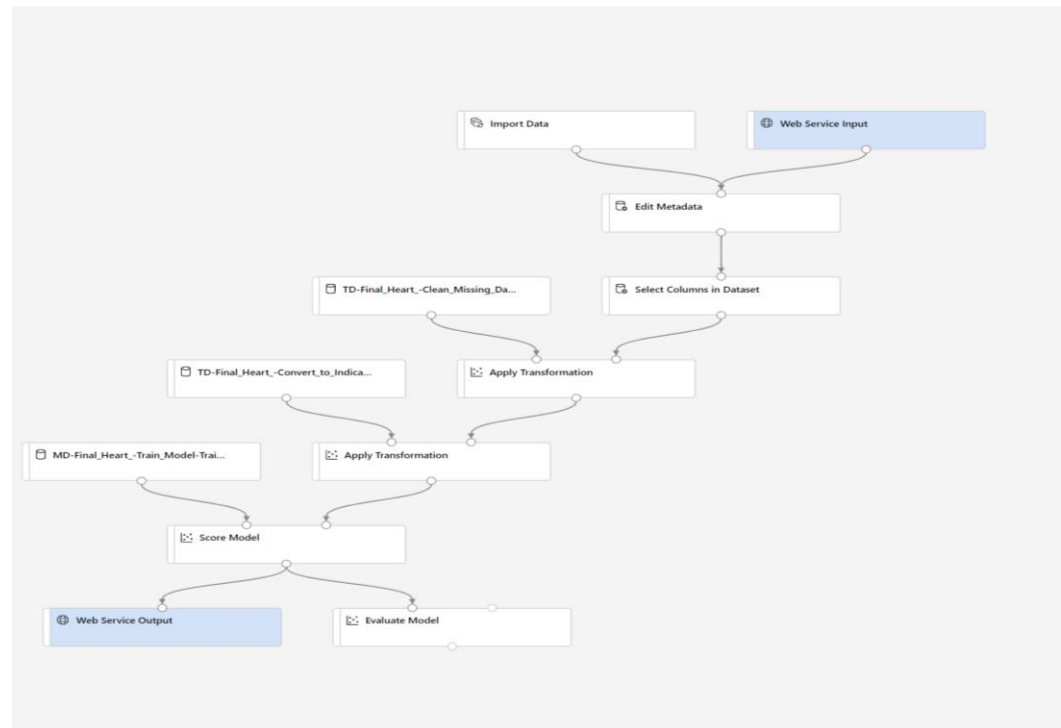 Import Data
Web Service Input
Edit Metadata
TD-Final_Heart_-Clean_Missing_Da...
Select Columns in Dataset
TD-Final_Heart_-Convert_to_Indica...
Apply Transformation
MD-Final_Heart_-Train_Model-Trai...
Apply Transformation
Score Model
Web Service Output
Evaluate Model